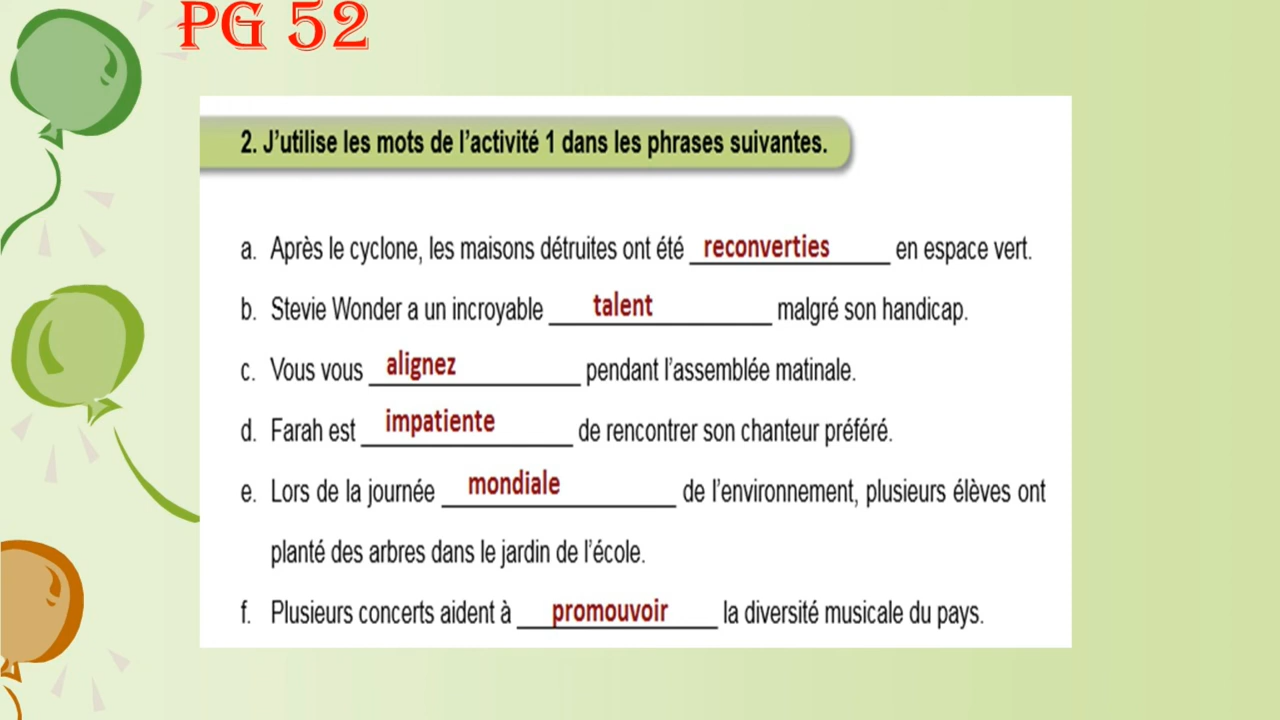 PG 52
2. J’utilise les mots de l’activité 1 dans les phrases suivantes.
a. Après le cyclone, les maisons détruites ont été reconverties en espace vert.
b. Stevie Wonder a un incroyable talent malgré son handicap.
c. Vous vous alignez pendant l’assemblée matinale.
d. Farah est impatiente de rencontrer son chanteur préféré.
e. Lors de la journée mondiale de l’environnement, plusieurs élèves ont
planté des arbres dans le jardin de l’école.
f. Plusieurs concerts aident à promouvoir la diversité musicale du pays.